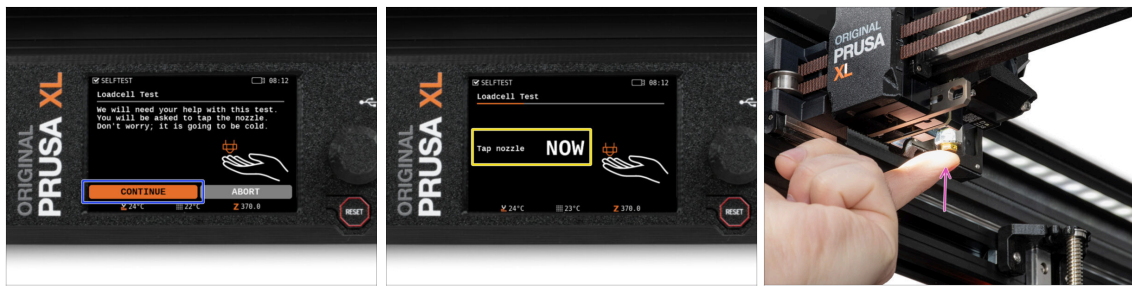 ORIGINAL
PRUSA XL
SELFTEST
08:12
Loadcell Test
We will need your help with this test.
You will be asked to tap the nozzle.
Don't worry; it is going to be cold.
CONTINUE
ABORT
24°C
22°C
Z 370.0
RESET
ORIGINAL
PRUSA XL
SELFTEST
08:12
Loadcell Test
Tap nozzle NOW
24°C
23°C
Z 370.0
RESET
ORIGINAL
PRUSA
XL